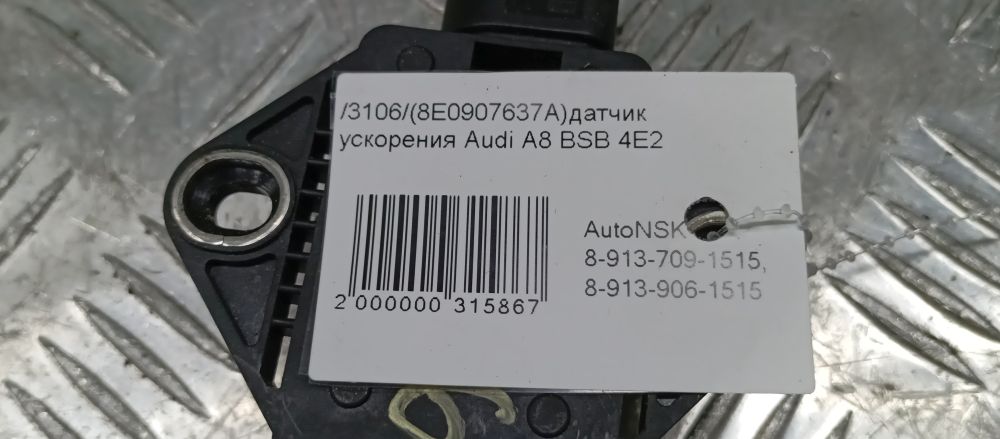 /3106/(8E0907637A)датчик
ускорения Audi A8 BSB 4E2
AutoNSK
8-913-709-1515,
8-913-906-1515
2 000000 315867